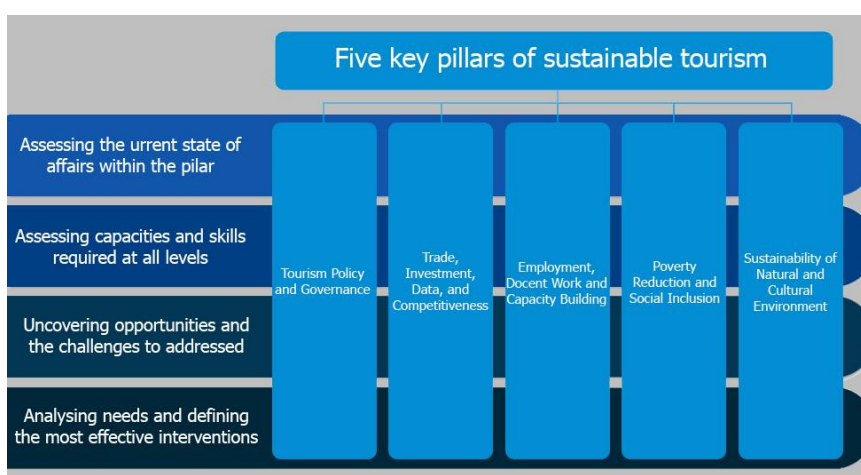 Five key pillars of sustainable tourism
Assessing the urrent state of
affairs within the pilar
Assessing capacities and skills
required at all levels
Uncovering opportunities and
the challenges to addressed
Analysing needs and defining
the most effective interventions
Tourism Policy
and Governance
Trade,
Investment,
Data, and
Competitiveness
Employment,
Docent Work and
Capacity Building
Poverty
Reduction and
Social Inclusion
Sustainability of
Natural and
Cultural
Environment